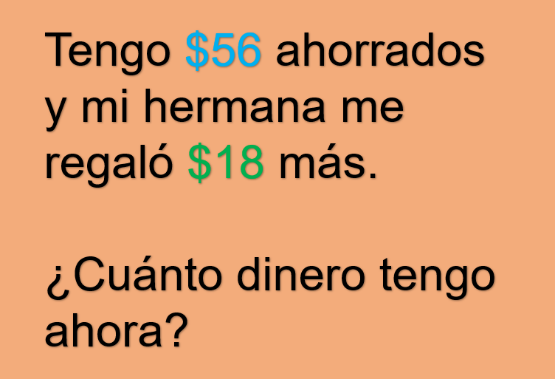 Tengo $56 ahorrados
y mi hermana me
regaló $18 más.
¿Cuánto dinero tengo
ahora?